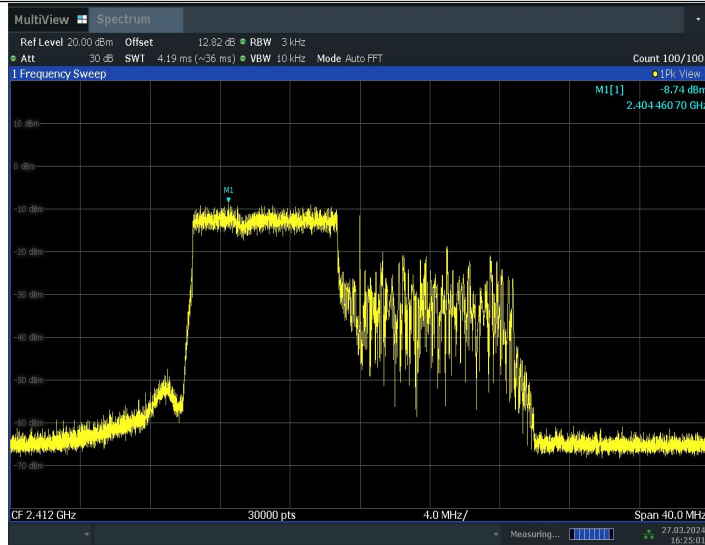 MultiView Spectrum
Ref Level 20.00 dBm Offset 12.82 dB RBW 3 kHz
Att 30 dB SWT 4.19 ms (~36 ms) VBW 10 kHz Mode Auto FFT Count 100/100
1 Frequency Sweep 1Pk View
M1[1] -8.74 dBm
2.404 460 70 GHz
10 dBm
0 dBm
M1
-10 dBm
-20 dBm
-30 dBm
-40 dBm
-50 dBm
-60 dBm
-70 dBm
CF 2.412 GHz 30000 pts 4.0 MHz/ Span 40.0 MHz
Measuring... 27.03.2024
16:25:01